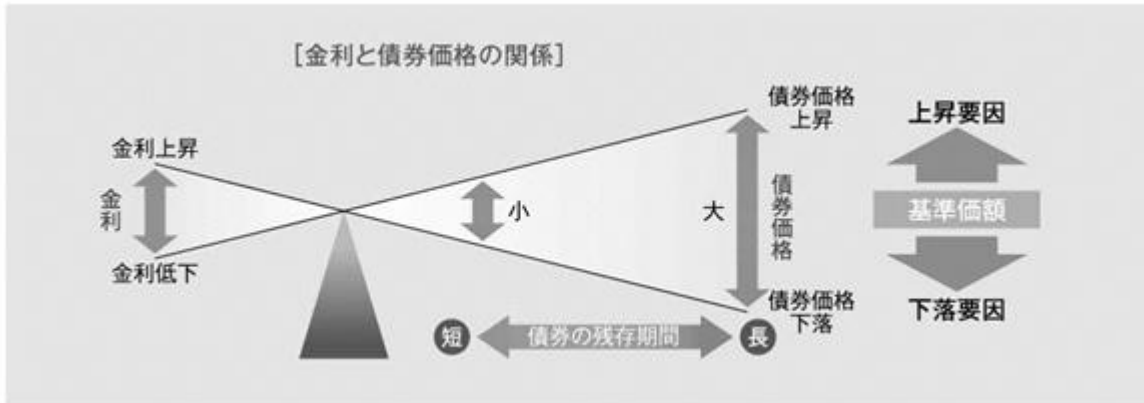 [金利と債券価格の関係]
金利上昇
金利
金利低下
小
大
債券価格
上昇
債券価格
債券価格
下落
短
債券の残存期間
長
上昇要因
基準価額
下落要因